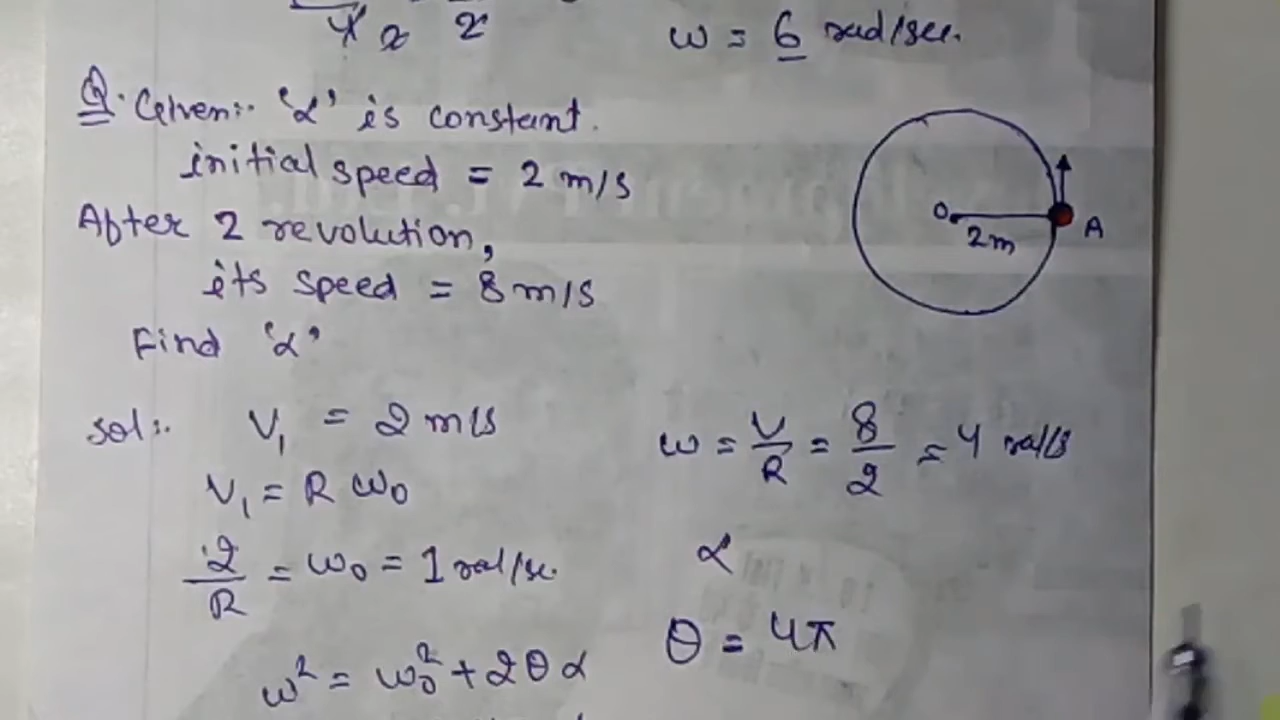 ω = 6 rad/sec.
Q. Given:- 'α' is constant.
initial speed = 2 m/s
After 2 revolution,
its speed = 8 m/s
Find 'α'
O 2m A
sol:. V₁ = 2 m/s
V₁ = R ω₀
2/R = ω₀ = 1 rad/sec.
ω² = ω₀² + 2θα
ω = V/R = 8/2 = 4 rad/s
α
θ = 4π